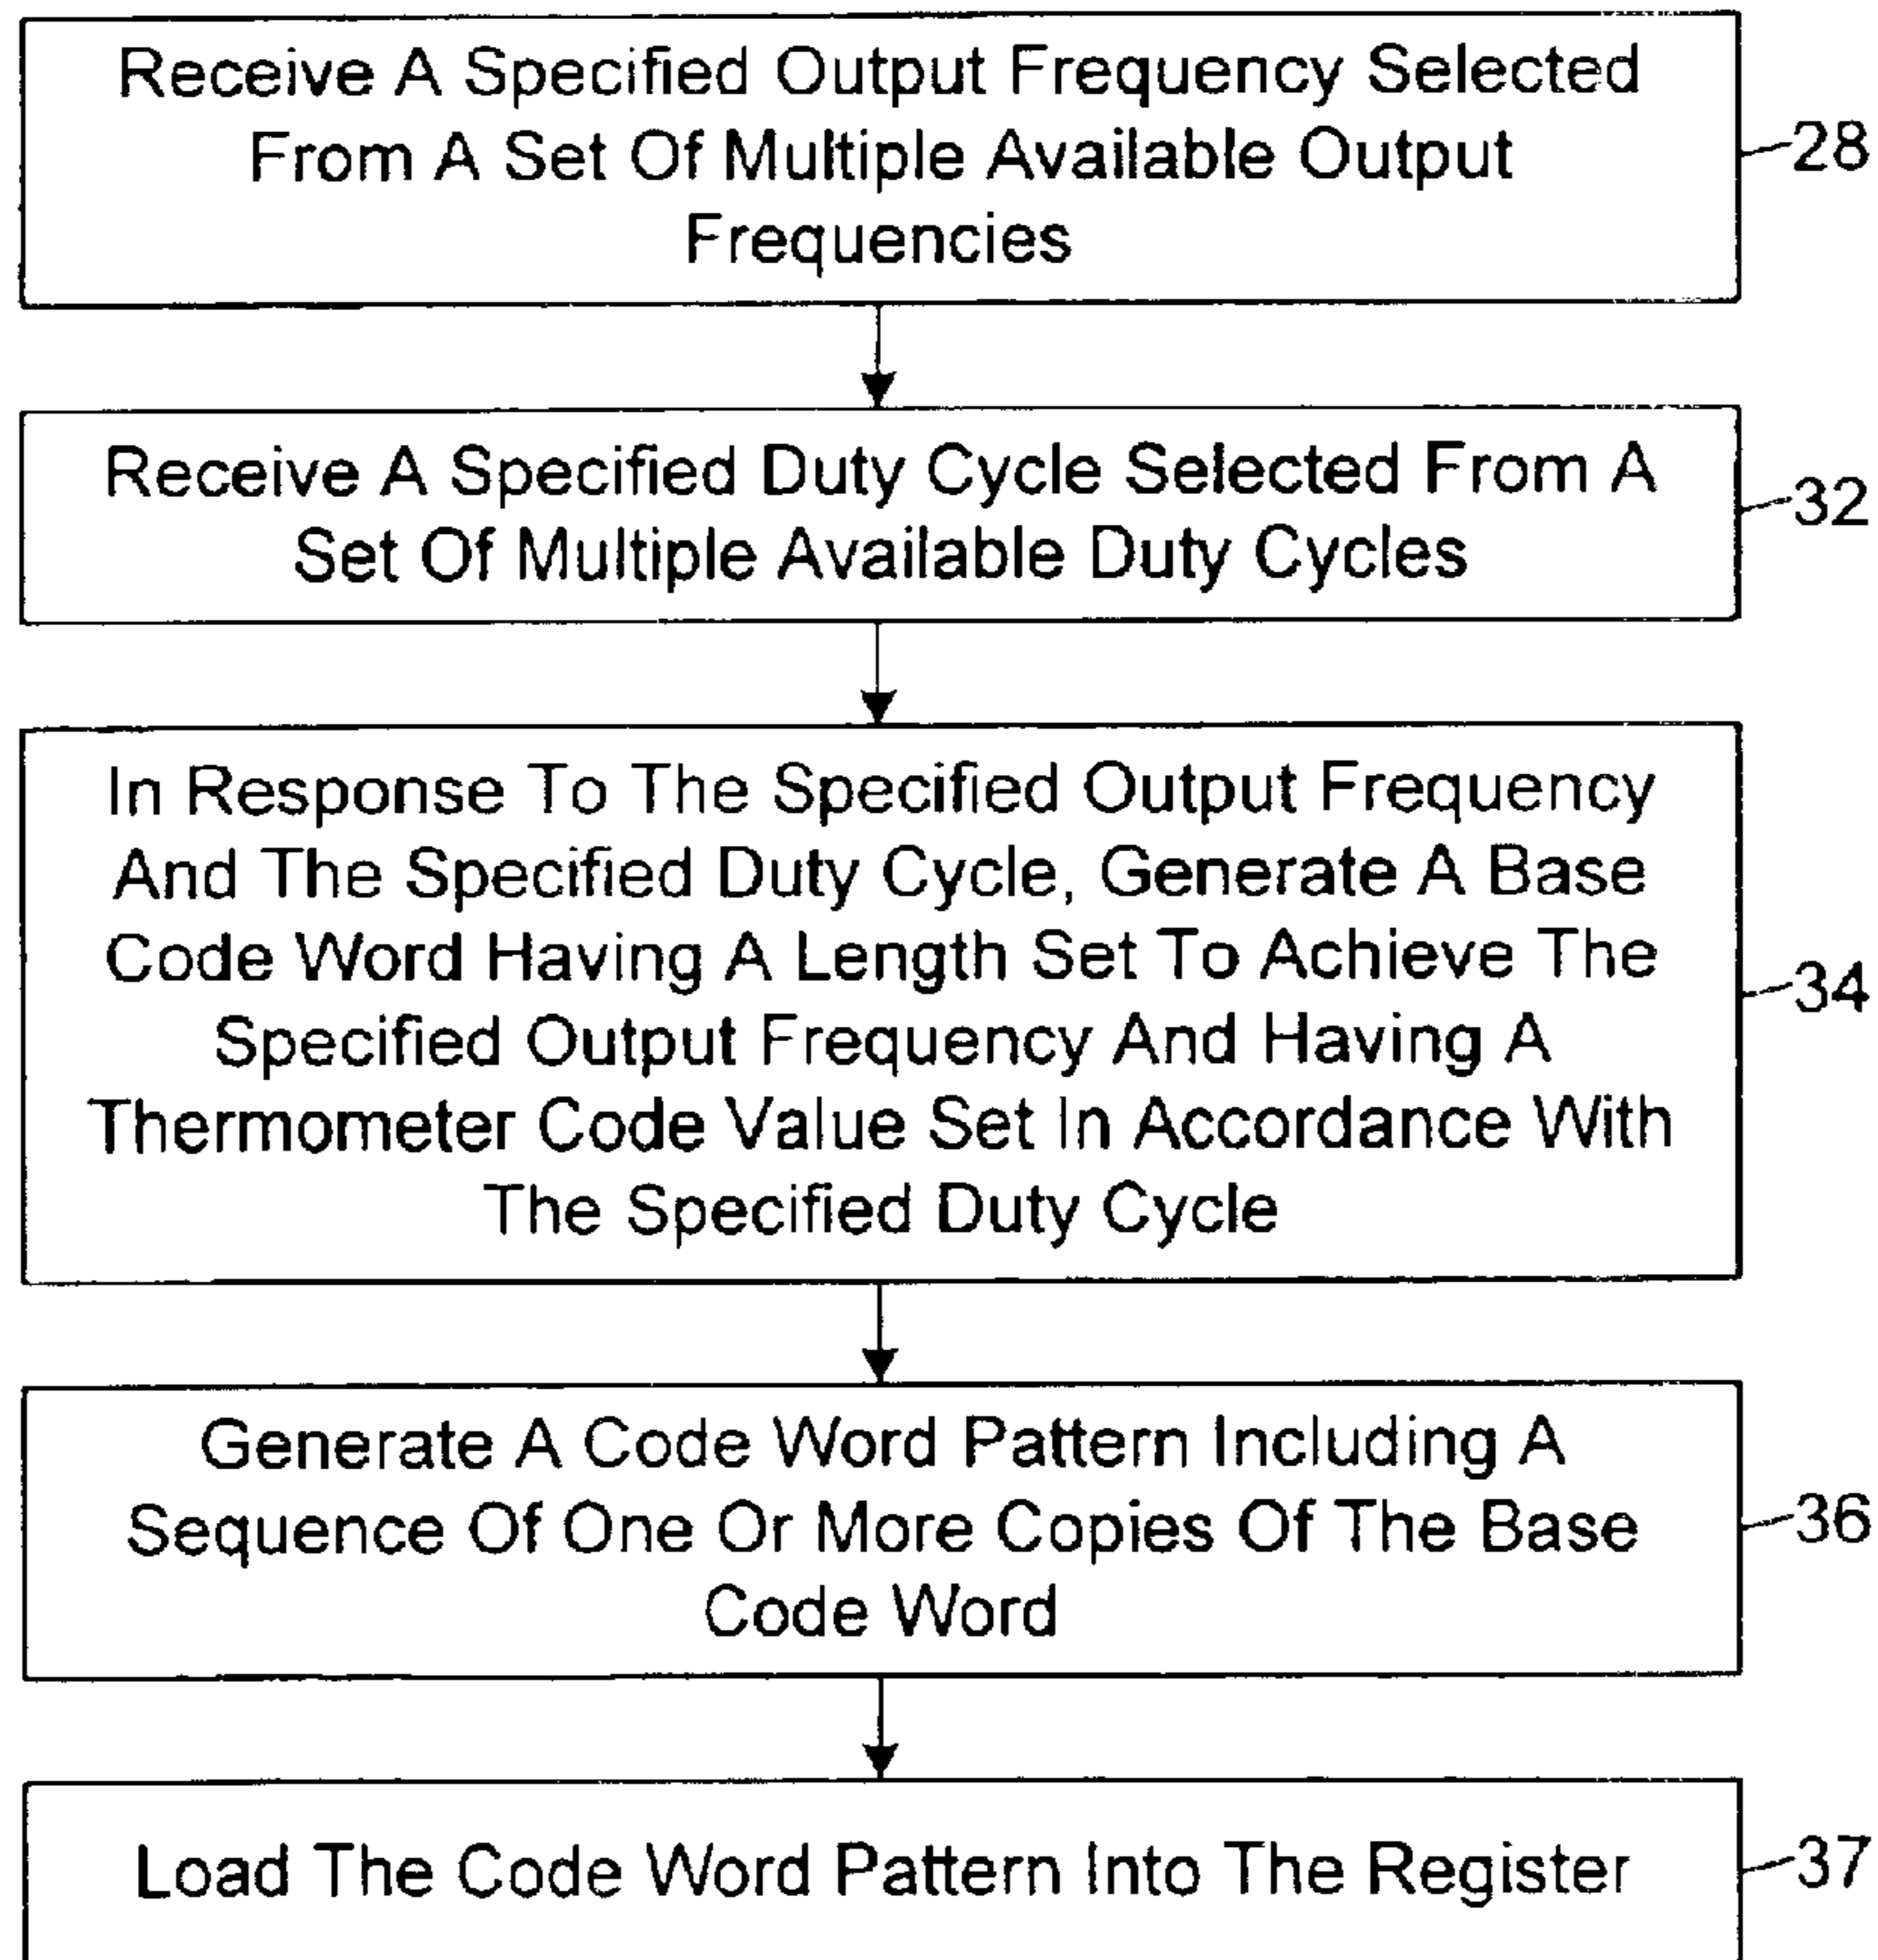 Receive A Specified Output Frequency Selected
From A Set Of Multiple Available Output
Frequencies
28
Receive A Specified Duty Cycle Selected From A
Set Of Multiple Available Duty Cycles
32
In Response To The Specified Output Frequency
And The Specified Duty Cycle, Generate A Base
Code Word Having A Length Set To Achieve The
Specified Output Frequency And Having A
Thermometer Code Value Set In Accordance With
The Specified Duty Cycle
34
Generate A Code Word Pattern Including A
Sequence Of One Or More Copies Of The Base
Code Word
36
Load The Code Word Pattern Into The Register
37